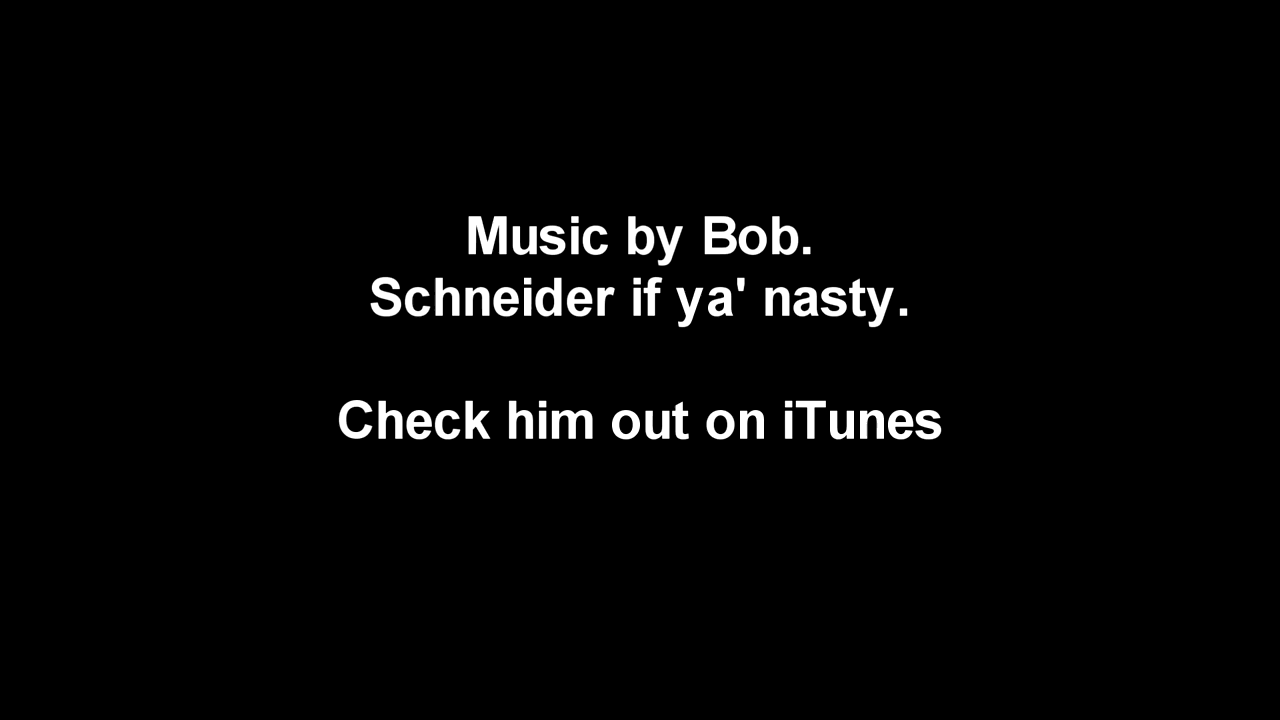 Music by Bob.
Schneider if ya' nasty.
Check him out on iTunes